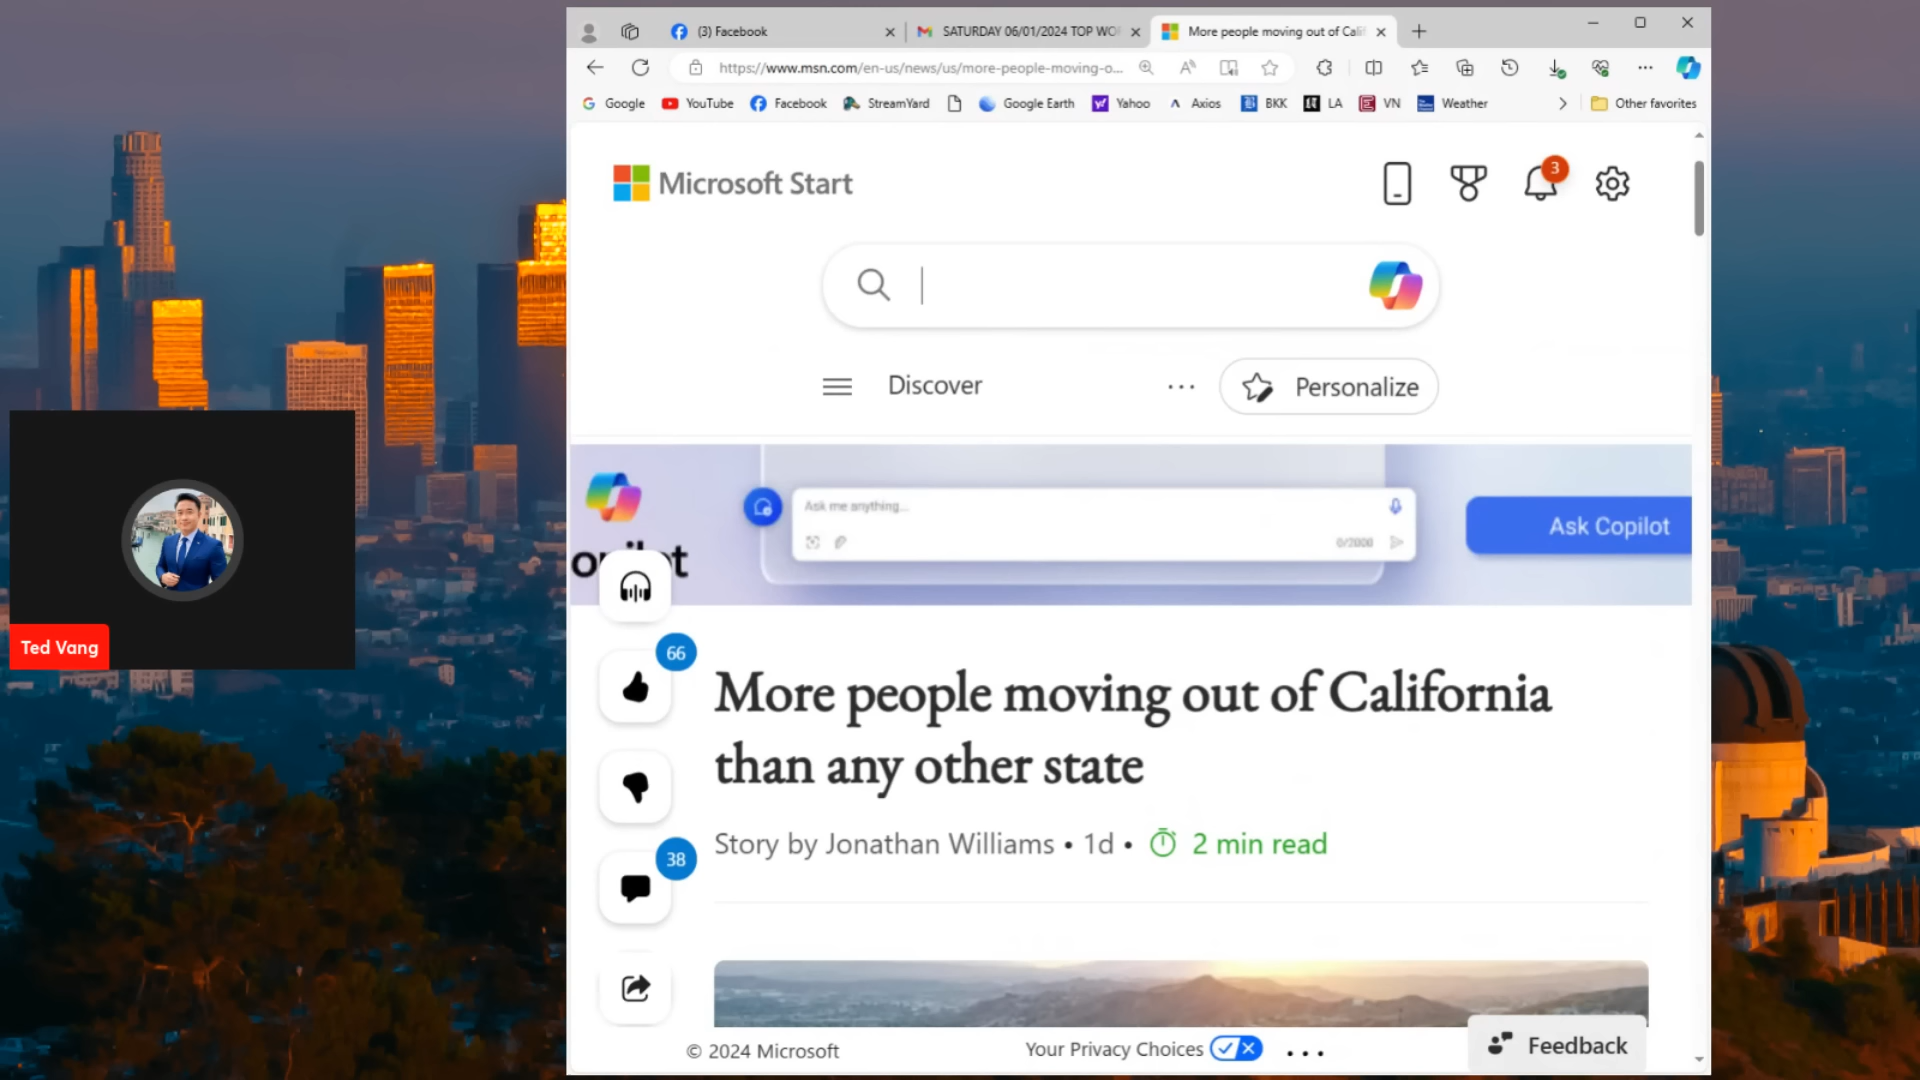 (3) Facebook
SATURDAY 06/01/2024 TOP WO
More people moving out of Calif
https://www.msn.com/en-us/news/us/more-people-moving-o...
Google
YouTube
Facebook
StreamYard
Google Earth
Yahoo
Axios
BKK
LA
VN
Weather
Other favorites
Microsoft Start
3
Discover
Personalize
Ask me anything...
0/2000
Ask Copilot
66
More people moving out of California
than any other state
Story by Jonathan Williams • 1d • 2 min read
38
© 2024 Microsoft
Your Privacy Choices
Feedback
Ted Vang